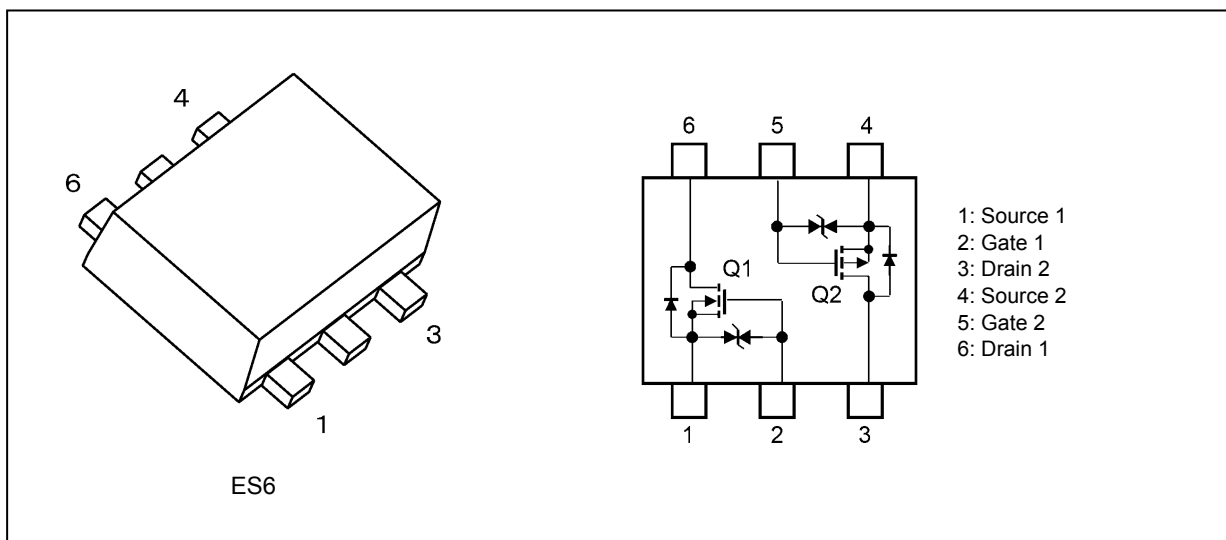 4
6
3
1
ES6
6 5 4
Q1
Q2
1 2 3
1: Source 1
2: Gate 1
3: Drain 2
4: Source 2
5: Gate 2
6: Drain 1